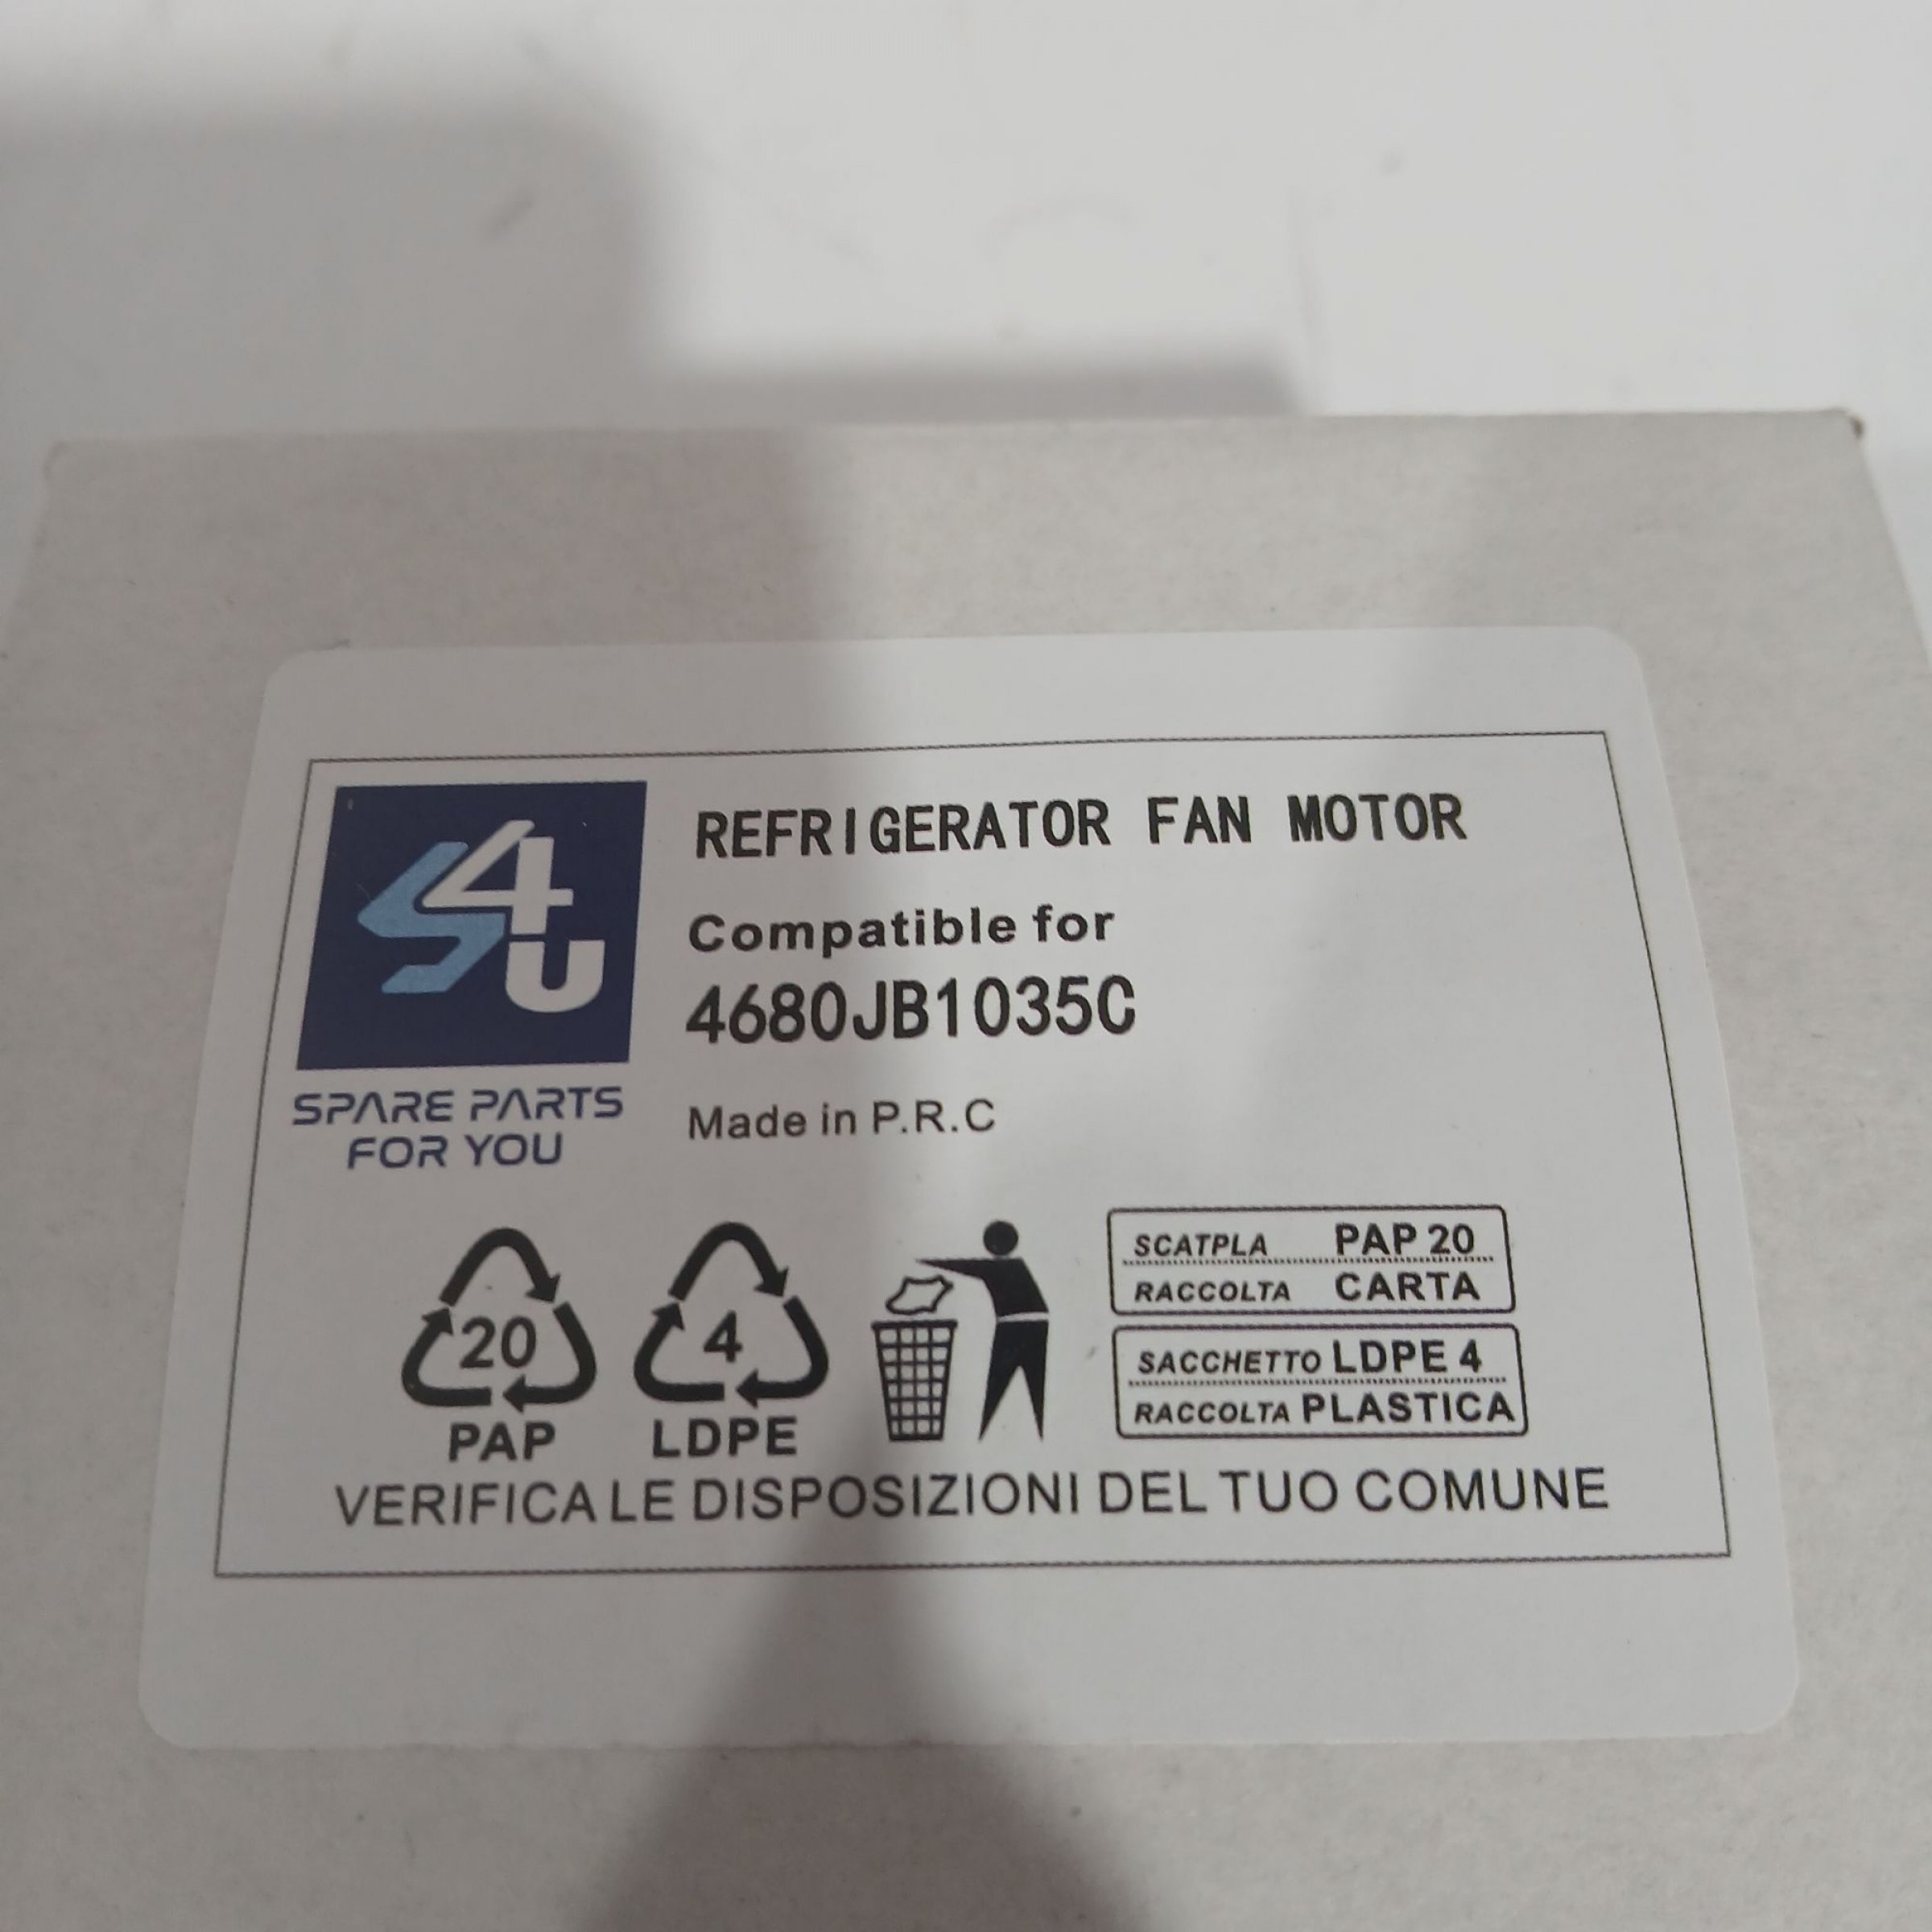 S4U
SPARE PARTS
FOR YOU
REFRIGERATOR FAN MOTOR
Compatible for
4680JB1035C
Made in P.R.C
20
PAP
4
LDPE
SCATPLA PAP 20
RACCOLTA CARTA
SACCHETTO LDPE 4
RACCOLTA PLASTICA
VERIFICA LE DISPOSIZIONI DEL TUO COMUNE